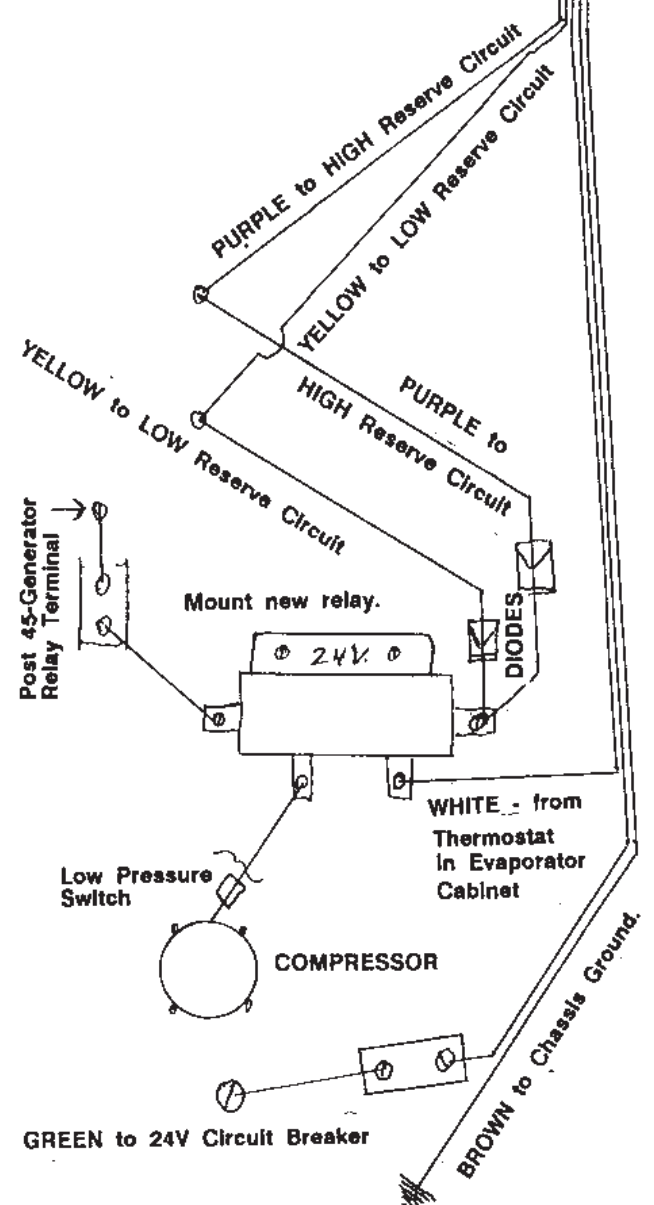 PURPLE to HIGH Reserve Circuit
YELLOW to LOW Reserve Circuit
YELLOW to LOW Reserve Circuit
PURPLE to
HIGH Reserve Circuit
Post 45-Generator
Relay Terminal
Mount new relay.
24V.
DIODES
WHITE - from
Thermostat
in Evaporator
Cabinet
Low Pressure
Switch
COMPRESSOR
BROWN to Chassis Ground.
GREEN to 24V Circuit Breaker